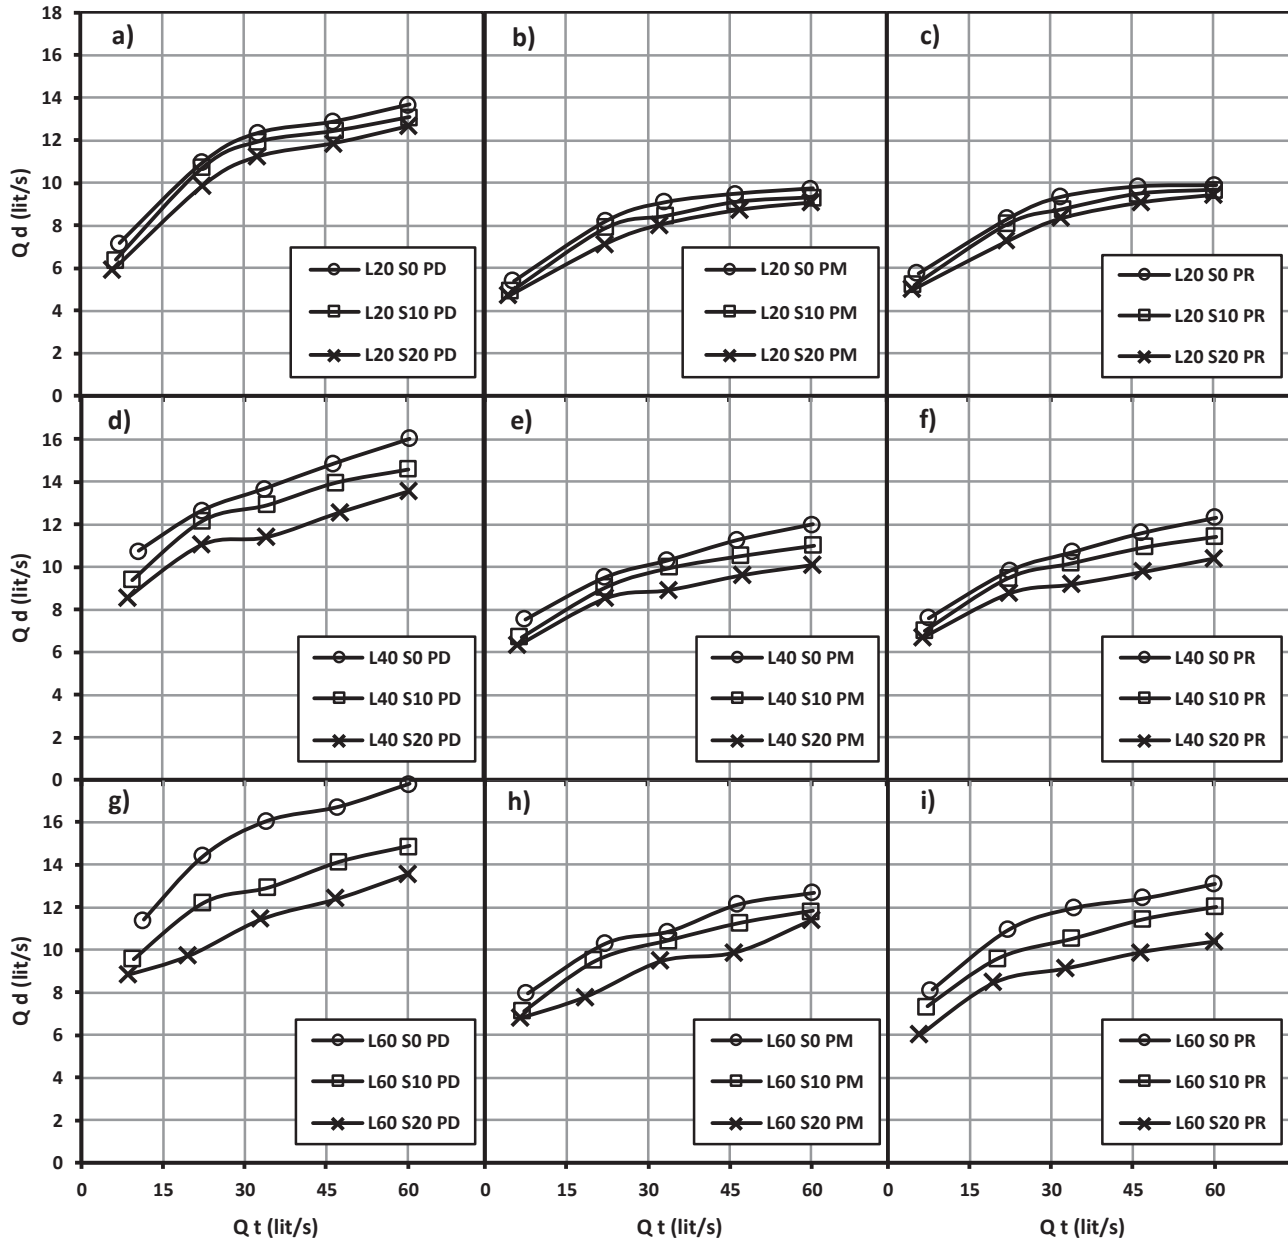 18
16
14
12
10
8
6
4
2
0
Q d (lit/s)
a)
L20 S0 PD
L20 S10 PD
L20 S20 PD
b)
L20 S0 PM
L20 S10 PM
L20 S20 PM
c)
L20 S0 PR
L20 S10 PR
L20 S20 PR
16
14
12
10
8
6
4
2
0
Q d (lit/s)
d)
L40 S0 PD
L40 S10 PD
L40 S20 PD
e)
L40 S0 PM
L40 S10 PM
L40 S20 PM
f)
L40 S0 PR
L40 S10 PR
L40 S20 PR
16
14
12
10
8
6
4
2
0
Q d (lit/s)
g)
L60 S0 PD
L60 S10 PD
L60 S20 PD
h)
L60 S0 PM
L60 S10 PM
L60 S20 PM
i)
L60 S0 PR
L60 S10 PR
L60 S20 PR
0 30 45 60 0 15 30 45 60 0 15 30 45 60
Q t (lit/s) Q t (lit/s) Q t (lit/s)